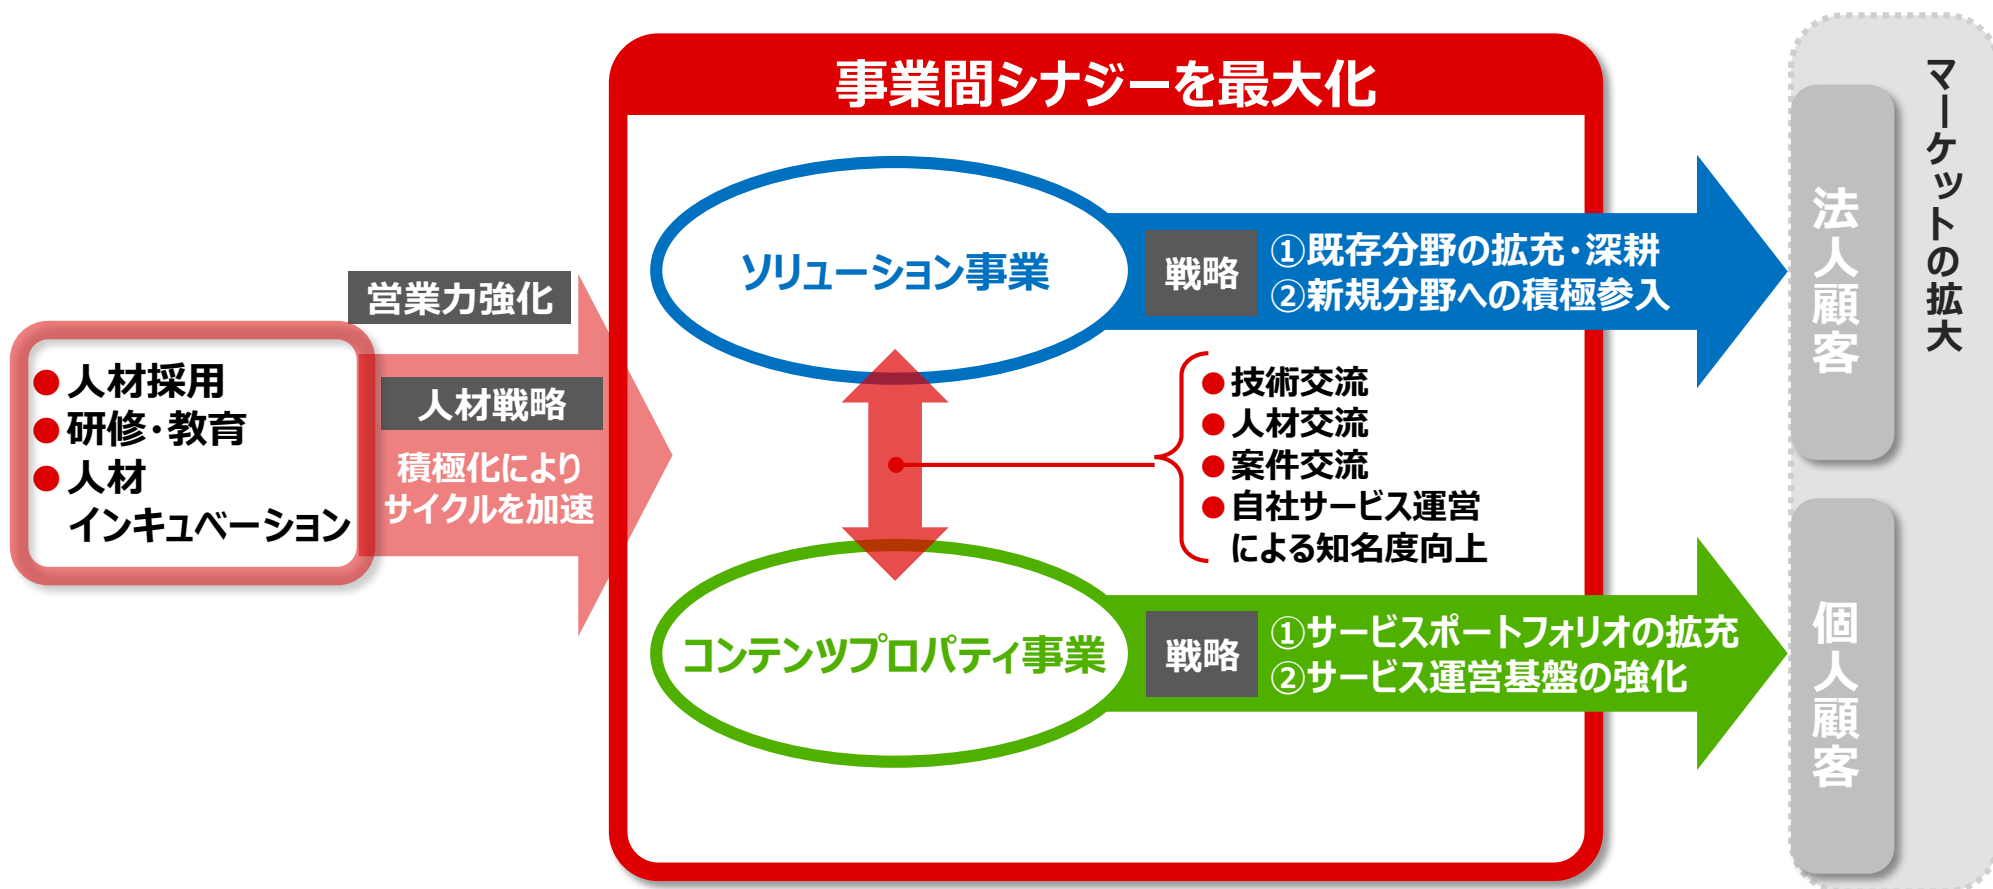 事業間シナジーを最大化
営業力強化
人材戦略
積極化により
サイクルを加速
●人材採用
●研修・教育
●人材
インキュベーション
ソリューション事業
戦略
①既存分野の拡充・深耕
②新規分野への積極参入
●技術交流
●人材交流
●案件交流
●自社サービス運営
による知名度向上
コンテンツプロパティ事業
戦略
①サービスポートフォリオの拡充
②サービス運営基盤の強化
法人顧客
個人顧客
マーケットの拡大